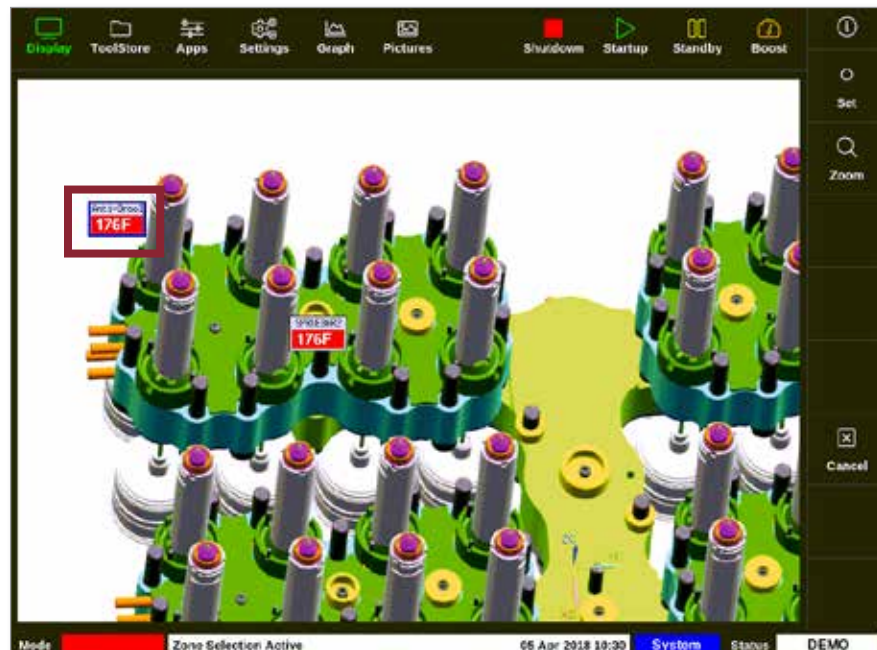 Display ToolStore Apps Settings Graph Pictures Shutdown Startup Standby Boost
Set
Zoom
176F
176F
Cancel
Mode Zone Selection Active 05 Apr 2018 10:30 System Status DEMO